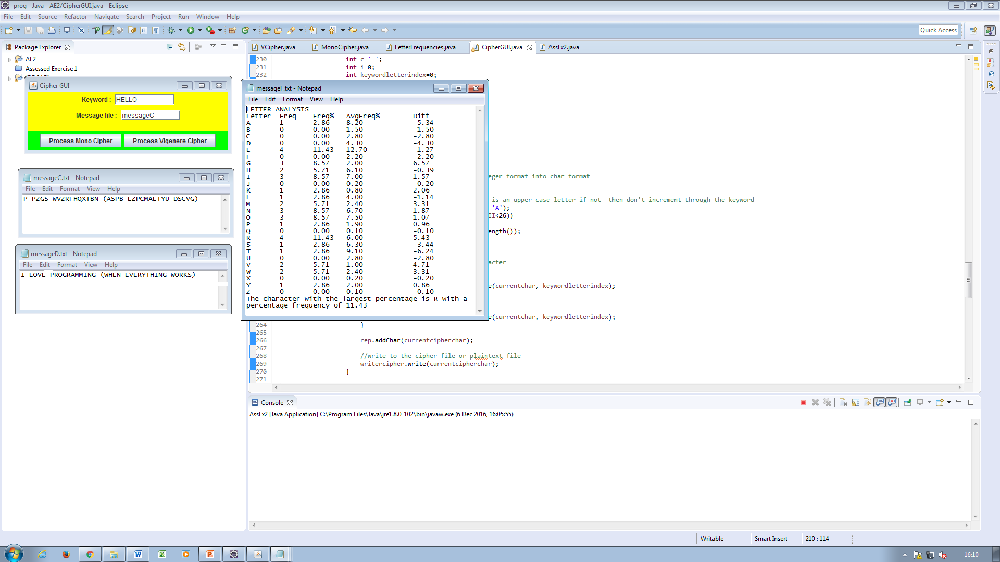 prog - Java - AE2/CipherGUI.java - Eclipse
File Edit Source Refactor Navigate Search Project Run Window Help
Quick Access
Package Explorer
AE2
Assessed Exercise 1
Cipher GUI
Keyword : HELLO
Message file : messageC
Process Mono Cipher Process Vigenere Cipher
messageC.txt - Notepad
File Edit Format View Help
P PZGS WVZRFHQXTBN (ASPB LZPCMALTYU DSCVG)
messageD.txt - Notepad
File Edit Format View Help
I LOVE PROGRAMMING (WHEN EVERYTHING WORKS)
VCipher.java MonoCipher.java LetterFrequencies.java CipherGUI.java AssEx2.java
230 int c=' ';
231 int i=0;
232 int keywordletterindex=0;
messageF.txt - Notepad
File Edit Format View Help
LETTER ANALYSIS
Letter Freq Freq% AvgFreq% Diff
A 1 2.86 8.20 -5.34
B 0 0.00 1.50 -1.50
C 0 0.00 2.80 -2.80
D 0 0.00 4.30 -4.30
E 4 11.43 12.70 -1.27
F 0 0.00 2.20 -2.20
G 3 8.57 2.00 6.57
H 2 5.71 6.10 -0.39
I 3 8.57 7.00 1.57
J 0 0.00 0.20 -0.20
K 1 2.86 0.80 2.06
L 1 2.86 4.00 -1.14
M 2 5.71 2.40 3.31
N 3 8.57 6.70 1.87
O 3 8.57 7.50 1.07
P 1 2.86 1.90 0.96
Q 0 0.00 0.10 -0.10
R 4 11.43 6.00 5.43
S 1 2.86 6.30 -3.44
T 1 2.86 9.10 -6.24
U 0 0.00 2.80 -2.80
V 2 5.71 1.00 4.71
W 2 5.71 2.40 3.31
X 0 0.00 0.20 -0.20
Y 1 2.86 2.00 0.86
Z 0 0.00 0.10 -0.10
The character with the largest percentage is R with a
percentage frequency of 11.43
eger format into char format
is an upper-case letter if not then don't increment through the keyword
-'A');
II<26))
ength());
acter
e(currentchar, keywordletterindex);
e(currentchar, keywordletterindex);
264 }
265
266 rep.addChar(currentcipherchar);
267
268 //write to the cipher file or plaintext file
269 writercipher.write(currentcipherchar);
270 }
271
Console
AssEx2 [Java Application] C:\Program Files\Java\jre1.8.0_102\bin\javaw.exe (6 Dec 2016, 16:05:55)
Writable Smart Insert 210 : 114
16:10